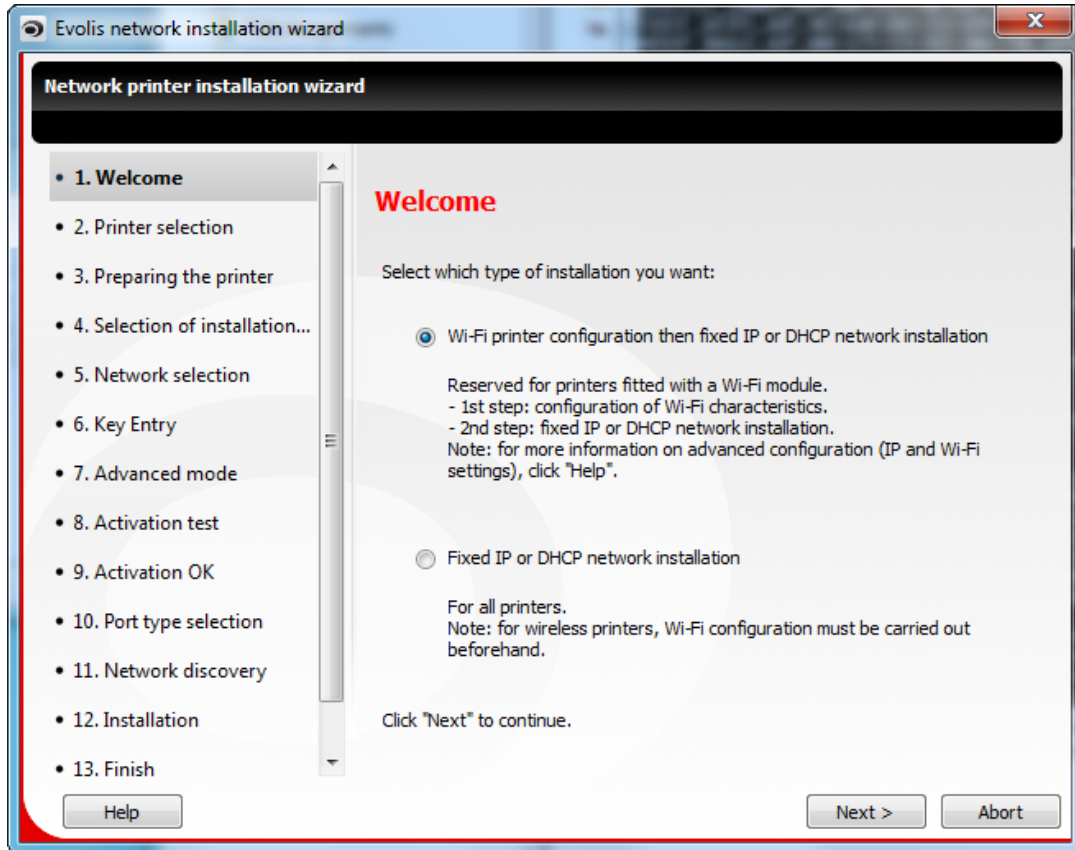 Evolis network installation wizard
Network printer installation wizard
• 1. Welcome
• 2. Printer selection
• 3. Preparing the printer
• 4. Selection of installation...
• 5. Network selection
• 6. Key Entry
• 7. Advanced mode
• 8. Activation test
• 9. Activation OK
• 10. Port type selection
• 11. Network discovery
• 12. Installation
• 13. Finish
Welcome
Select which type of installation you want:
Wi-Fi printer configuration then fixed IP or DHCP network installation
Reserved for printers fitted with a Wi-Fi module.
- 1st step: configuration of Wi-Fi characteristics.
- 2nd step: fixed IP or DHCP network installation.
Note: for more information on advanced configuration (IP and Wi-Fi
settings), click "Help".
Fixed IP or DHCP network installation
For all printers.
Note: for wireless printers, Wi-Fi configuration must be carried out
beforehand.
Click "Next" to continue.
Help
Next >
Abort